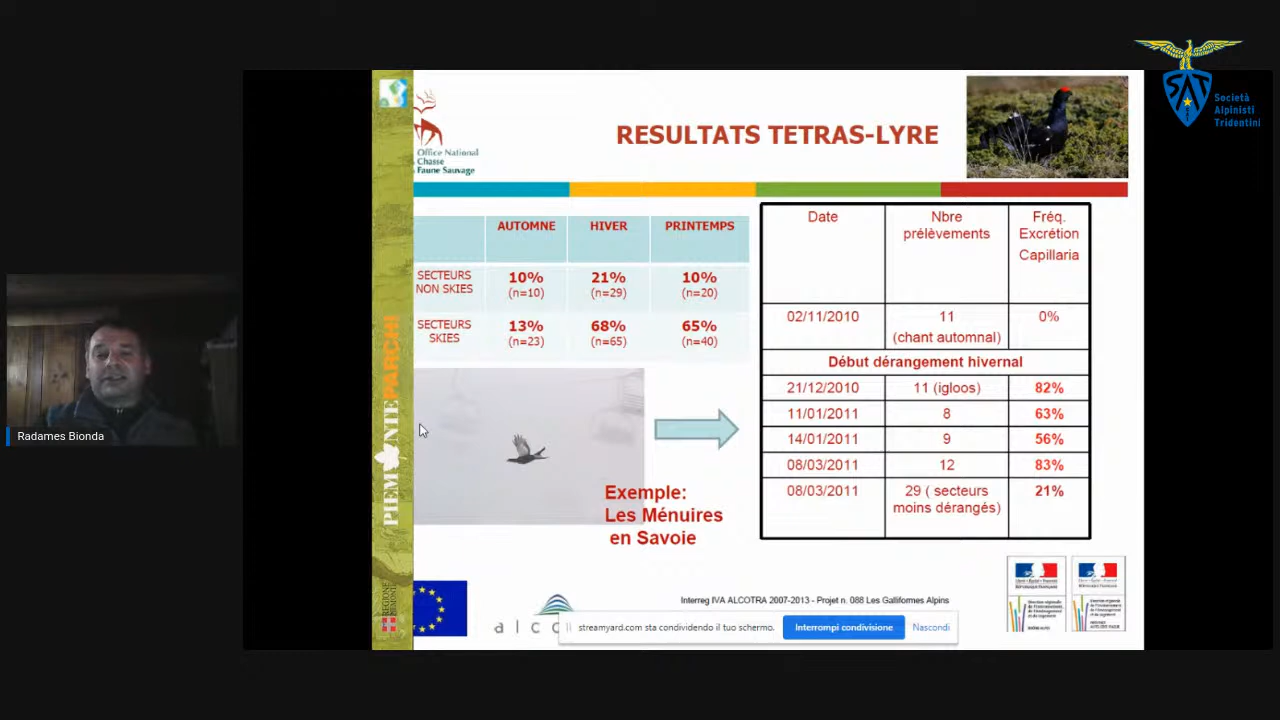 SAT
Società
Alpinisti
Tridentini
Office National
Chasse
Faune Sauvage
RESULTATS TETRAS-LYRE
AUTOMNE HIVER PRINTEMPS
SECTEURS
NON SKIES
10% 21% 10%
(n=10) (n=29) (n=20)
SECTEURS
SKIES
13% 68% 65%
(n=23) (n=65) (n=40)
Date Nbre prélèvements Fréq. Excrétion Capillaria
02/11/2010 11 (chant automnal) 0%
Début dérangement hivernal
21/12/2010 11 (igloos) 82%
11/01/2011 8 63%
14/01/2011 9 56%
08/03/2011 12 83%
08/03/2011 29 ( secteurs moins dérangés) 21%
Exemple:
Les Ménuires
en Savoie
Radames Bionda
PIEMONTEPARCHI
REGIONE
Interreg IVA ALCOTRA 2007-2013 - Projet n. 088 Les Galliformes Alpins
alco
streamyard.com sta condividendo il tuo schermo. Interrompi condivisione Nascondi